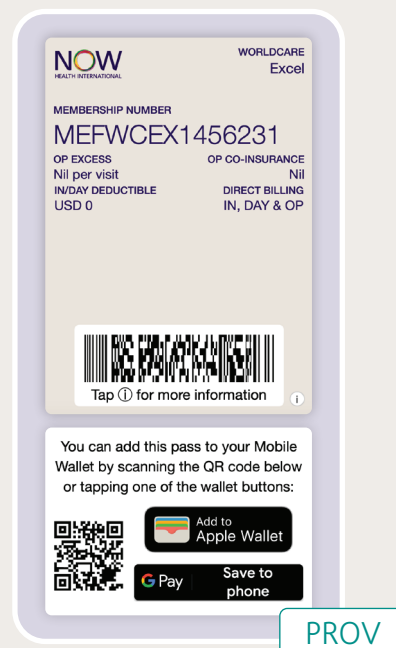 NOW
HEALTH INTERNATIONAL
WORLDCARE
Excel
MEMBERSHIP NUMBER
MEFWCEX1456231
OP EXCESS
Nil per visit
OP CO-INSURANCE
Nil
IN/DAY DEDUCTIBLE
USD 0
DIRECT BILLING
IN, DAY & OP
Tap ⓘ for more information
ⓘ
You can add this pass to your Mobile
Wallet by scanning the QR code below
or tapping one of the wallet buttons:
Add to
Apple Wallet
G Pay
Save to
phone
PROV